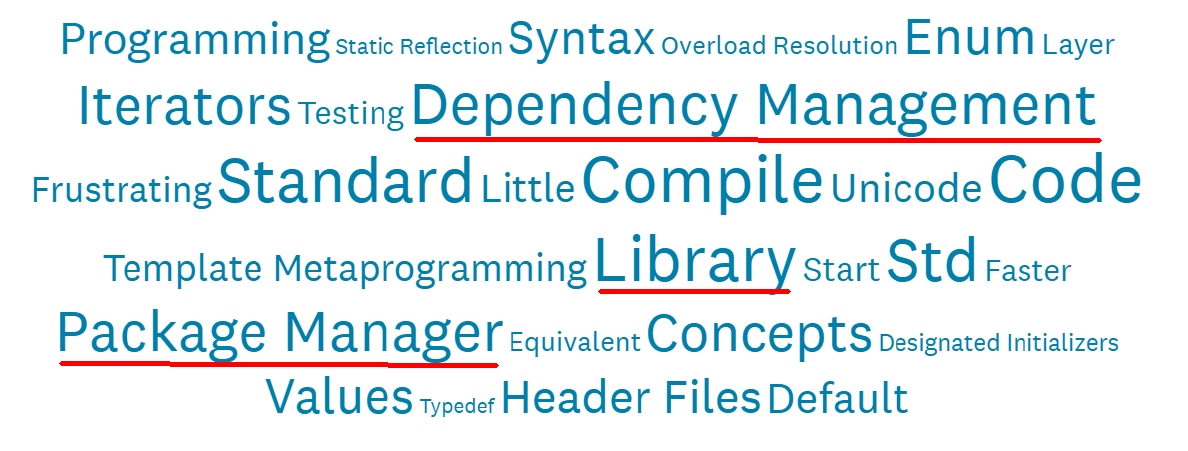 Programming Static Reflection Syntax Overload Resolution Enum Layer
Iterators Testing Dependency Management
Frustrating Standard Little Compile Unicode Code
Template Metaprogramming Library Start Std Faster
Package Manager Equivalent Concepts Designated Initializers
Values Typedef Header Files Default